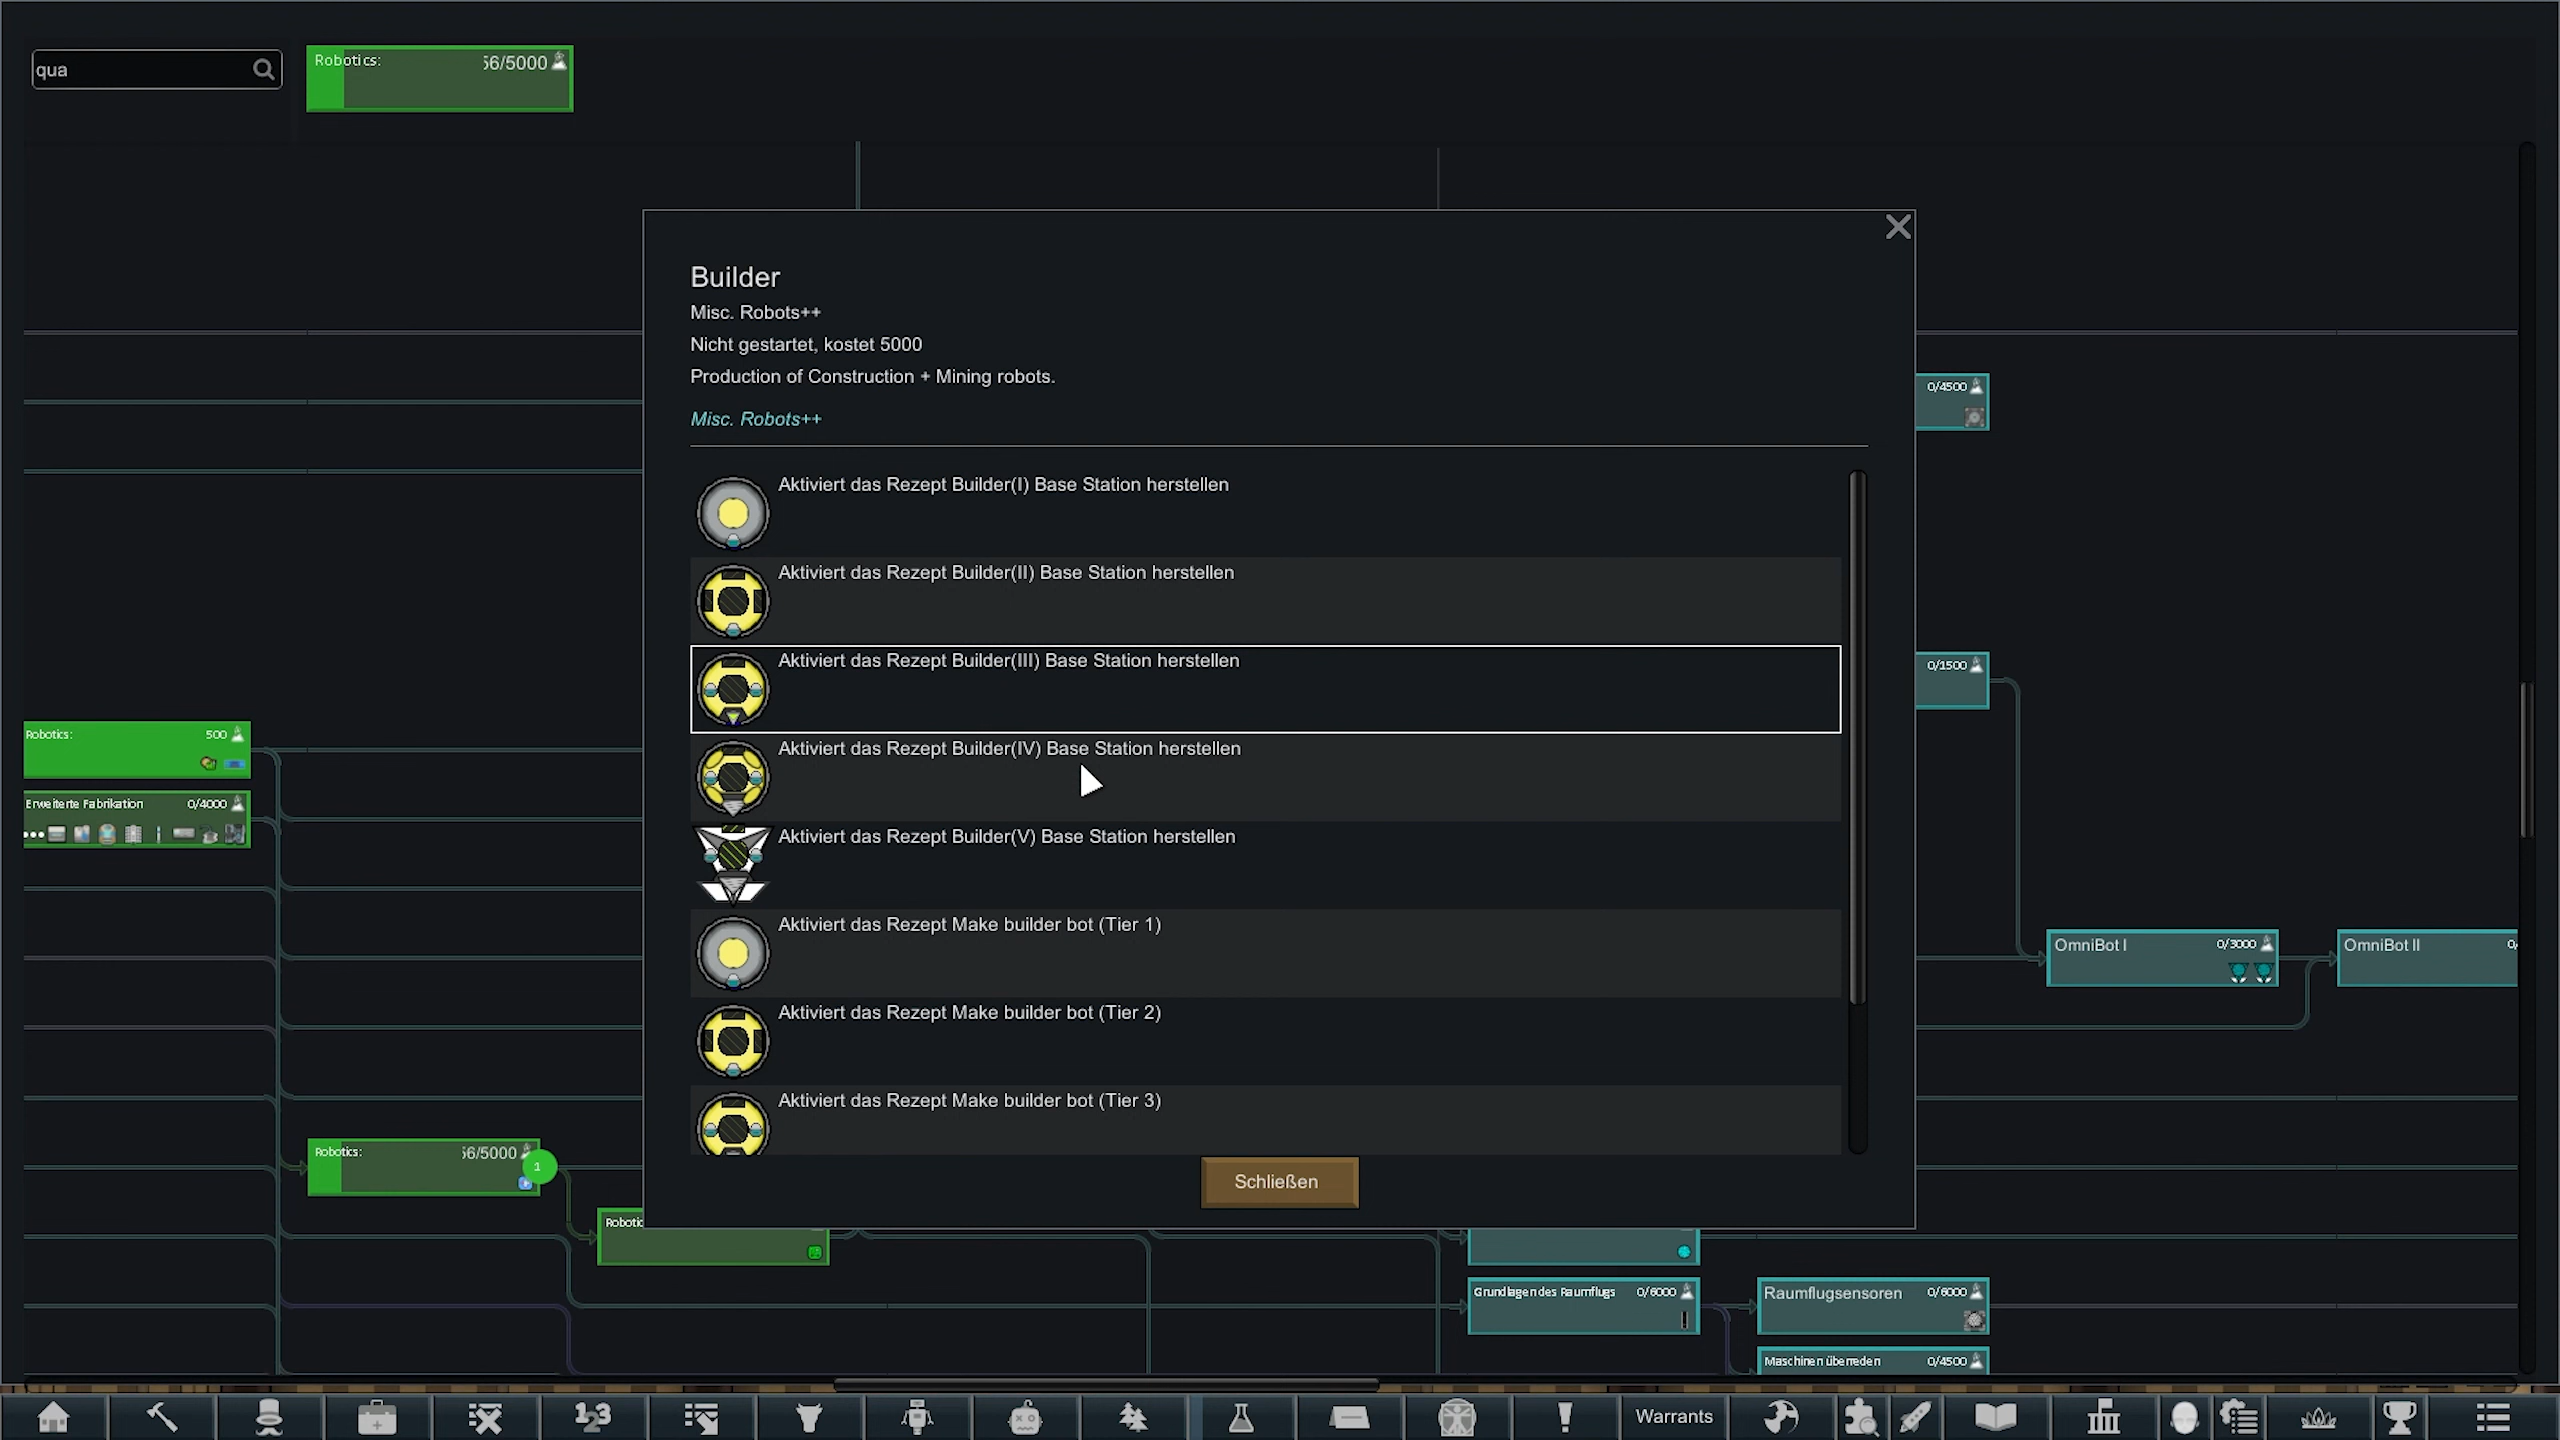 qua
Robotics: 56/5000
Builder
Misc. Robots++
Nicht gestartet, kostet 5000
Production of Construction + Mining robots.
Misc. Robots++
Aktiviert das Rezept Builder(I) Base Station herstellen
Aktiviert das Rezept Builder(II) Base Station herstellen
Aktiviert das Rezept Builder(III) Base Station herstellen
Aktiviert das Rezept Builder(IV) Base Station herstellen
Aktiviert das Rezept Builder(V) Base Station herstellen
Aktiviert das Rezept Make builder bot (Tier 1)
Aktiviert das Rezept Make builder bot (Tier 2)
Aktiviert das Rezept Make builder bot (Tier 3)
Schließen
0/4500
0/1500
Robotics: 500
Erweiterte Fabrikation 0/4000
OmniBot I 0/3000
OmniBot II 0/
Robotics: 56/5000
1
Robotic
Grundlagen des Raumflugs 0/6000
Raumflugsensoren 0/6000
Maschinen überreden 0/4500
123
Warrants